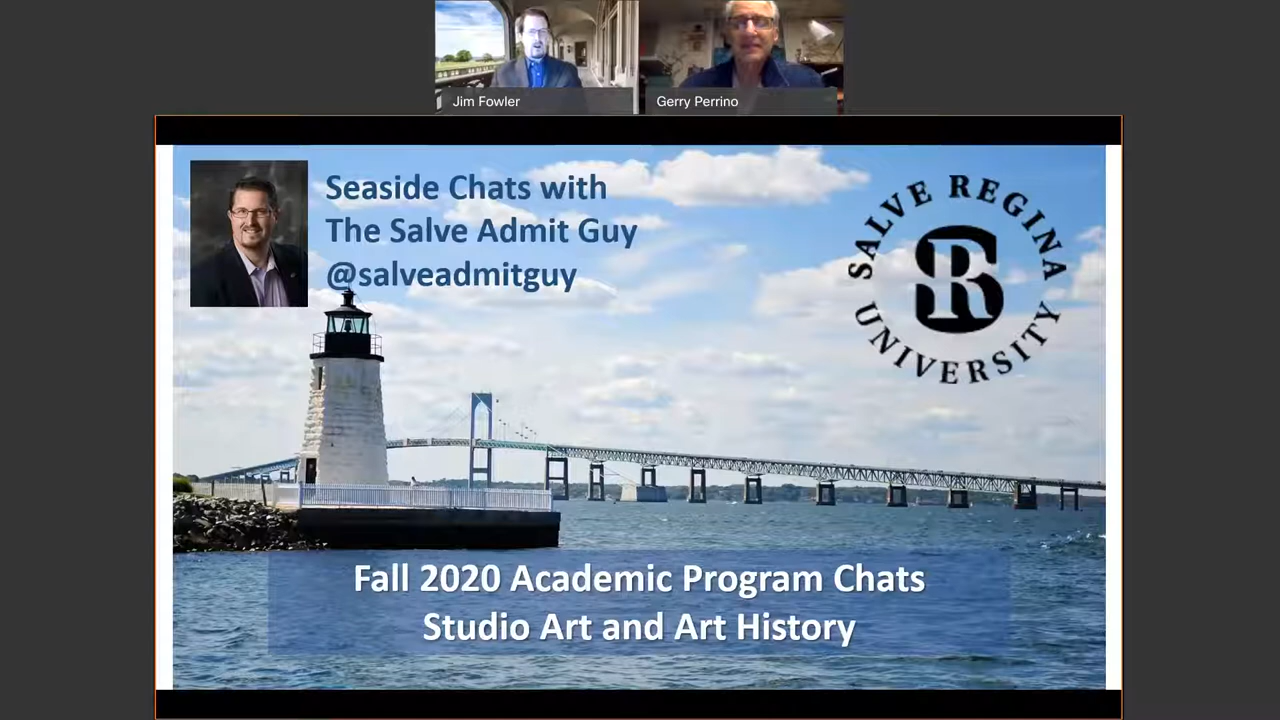 Jim Fowler
Gerry Perrino
Seaside Chats with
The Salve Admit Guy
@salveadmitguy
SALVE REGINA
UNIVERSITY
SR
Fall 2020 Academic Program Chats
Studio Art and Art History